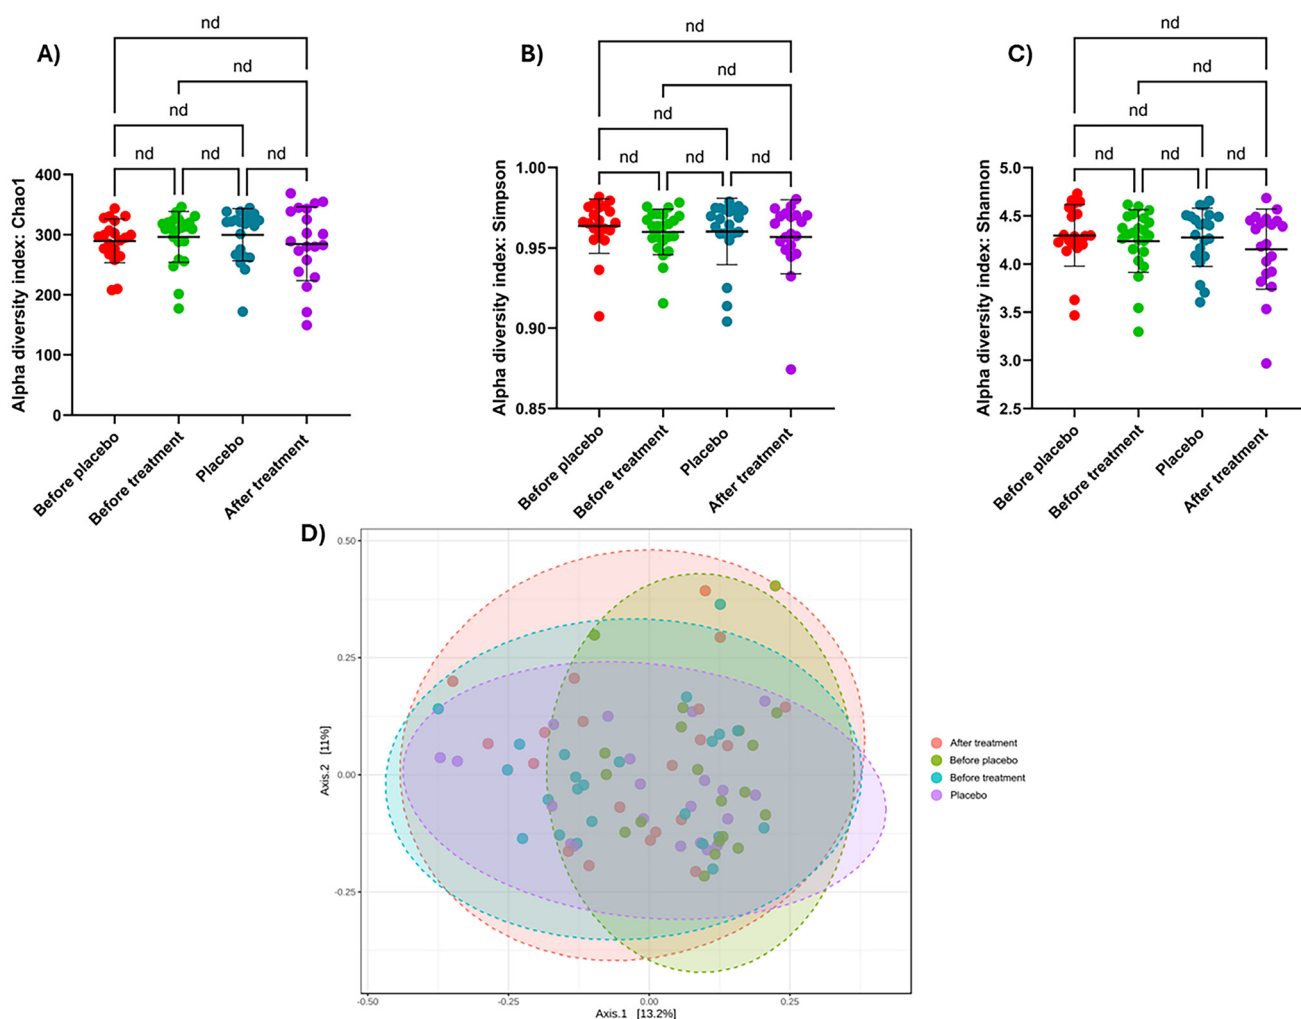 A)
nd
nd
nd
nd
nd
nd
Alpha diversity index: Chao1
400
300
200
100
0
Before placebo
Before treatment
Placebo
After treatment
B)
nd
nd
nd
nd
nd
nd
Alpha diversity index: Simpson
1.00
0.95
0.90
0.85
Before placebo
Before treatment
Placebo
After treatment
C)
nd
nd
nd
nd
nd
nd
Alpha diversity index: Shannon
5.0
4.5
4.0
3.5
3.0
2.5
Before placebo
Before treatment
Placebo
After treatment
D)
Axis.2 [11%]
0.50
0.25
0.00
-0.25
-0.50
-0.25
0.00
0.25
Axis.1 [13.2%]
After treatment
Before placebo
Before treatment
Placebo